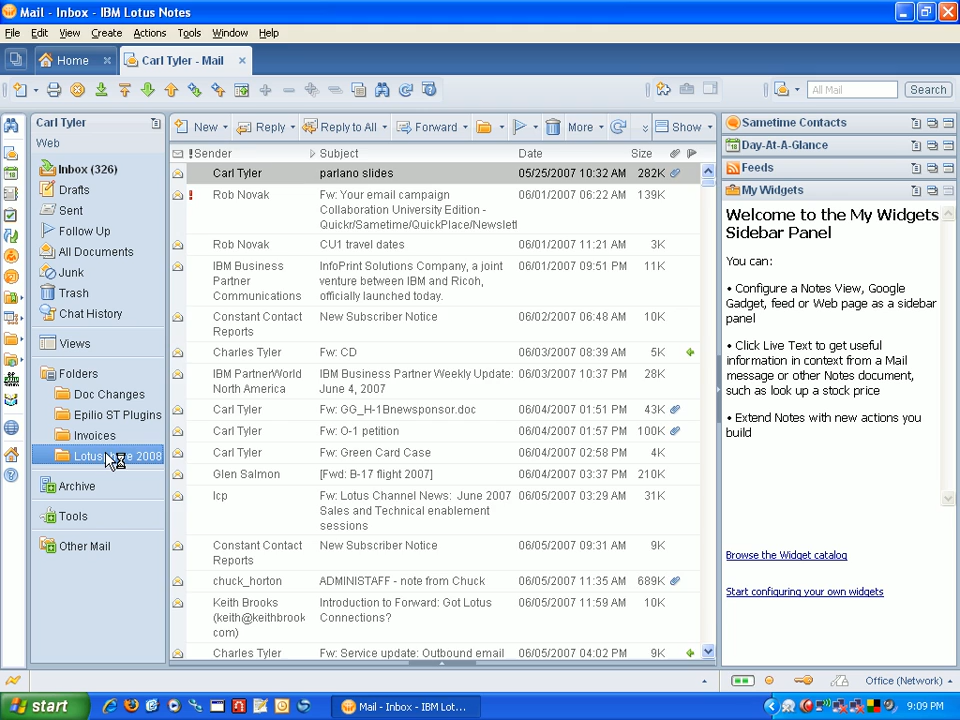 Mail - Inbox - IBM Lotus Notes
File Edit View Create Actions Tools Window Help
Home Carl Tyler - Mail
All Mail Search
Carl Tyler
Web
Inbox (326)
Drafts
Sent
Follow Up
All Documents
Junk
Trash
Chat History
Views
Folders
Doc Changes
Epilio ST Plugins
Invoices
Lotus 2008
Archive
Tools
Other Mail
New Reply Reply to All Forward More Show
! Sender Subject Date Size
Carl Tyler parlano slides 05/25/2007 10:32 AM 282K
Rob Novak Fw: Your email campaign 06/01/2007 06:22 AM 139K
Collaboration University Edition -
Quickr/Sametime/QuickPlace/Newslett
Rob Novak CU1 travel dates 06/01/2007 11:21 AM 3K
IBM Business InfoPrint Solutions Company, a joint 06/01/2007 09:51 PM 11K
Partner venture between IBM and Ricoh,
Communications officially launched today.
Constant Contact New Subscriber Notice 06/02/2007 06:48 AM 10K
Reports
Charles Tyler Fw: CD 06/03/2007 08:39 AM 5K
IBM PartnerWorld IBM Business Partner Weekly Update: 06/03/2007 10:37 PM 28K
North America June 4, 2007
Carl Tyler Fw: GG_H-1Bnewsponsor.doc 06/04/2007 01:51 PM 43K
Carl Tyler Fw: O-1 petition 06/04/2007 01:57 PM 100K
Carl Tyler Fw: Green Card Case 06/04/2007 02:58 PM 4K
Glen Salmon [Fwd: B-17 flight 2007] 06/04/2007 03:37 PM 210K
lcp Fw: Lotus Channel News: June 2007 06/05/2007 03:29 AM 31K
Sales and Technical enablement
sessions
Constant Contact New Subscriber Notice 06/05/2007 09:31 AM 9K
Reports
chuck_horton ADMINISTAFF - note from Chuck 06/05/2007 11:35 AM 689K
Keith Brooks Introduction to Forward: Got Lotus 06/05/2007 11:59 AM 10K
(keith@keithbrook Connections?
com)
Charles Tyler Fw: Service update: Outbound email 06/05/2007 04:02 PM 9K
Sametime Contacts
Day-At-A-Glance
Feeds
My Widgets
Welcome to the My Widgets
Sidebar Panel
You can:
• Configure a Notes View, Google
Gadget, feed or Web page as a sidebar
panel
• Click Live Text to get useful
information in context from a Mail
message or other Notes document,
such as look up a stock price
• Extend Notes with new actions you
build
Browse the Widget catalog
Start configuring your own widgets
Office (Network)
start Mail - Inbox - IBM Lot... 9:09 PM